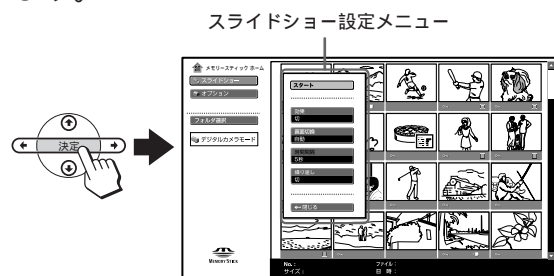 スライドショー設定メニュー
メモリースティック ホーム
スライドショー
オプション
フォルダ選択
デジタルカメラモード
決定
スタート
効果
切
画面切換
自動
5秒
繰り返し
切
閉じる
MEMORY STICK
No. :
ファイル :
サイズ :
日 時 :